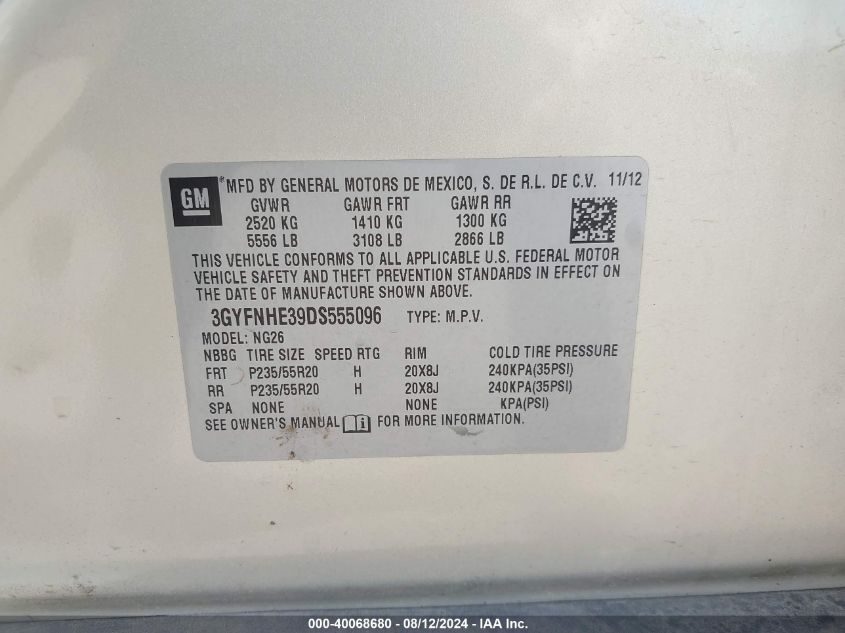 GM
*MFD BY GENERAL MOTORS DE MEXICO, S. DE R.L. DE C.V. 11/12
GVWR GAWR FRT GAWR RR
2520 KG 1410 KG 1300 KG
5556 LB 3108 LB 2866 LB
THIS VEHICLE CONFORMS TO ALL APPLICABLE U.S. FEDERAL MOTOR
VEHICLE SAFETY AND THEFT PREVENTION STANDARDS IN EFFECT ON
THE DATE OF MANUFACTURE SHOWN ABOVE.
3GYFNHE39DS555096 TYPE: M.P.V.
MODEL: NG26
NBBG TIRE SIZE SPEED RTG RIM COLD TIRE PRESSURE
FRT P235/55R20 H 20X8J 240KPA(35PSI)
RR P235/55R20 H 20X8J 240KPA(35PSI)
SPA NONE NONE KPA(PSI)
SEE OWNER'S MANUAL i FOR MORE INFORMATION.
000-40068680 - 08/12/2024 - IAA Inc.